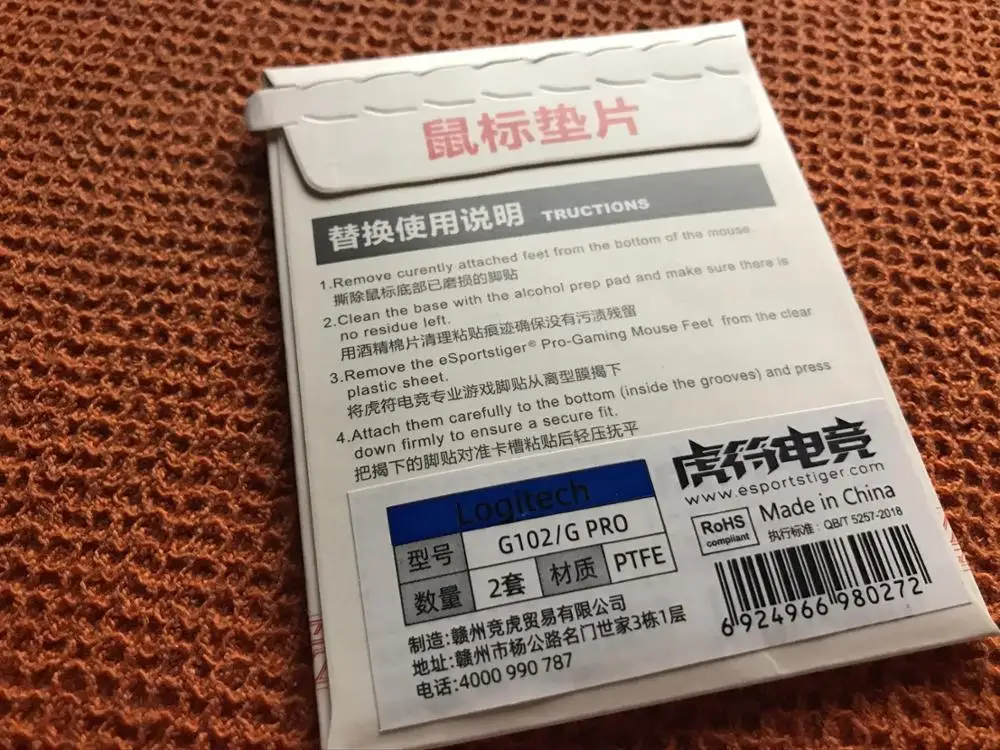 鼠标垫片
替换使用说明 TRUCTIONS
1.Remove curently attached feet from the bottom of the mouse
撕除鼠标底部已磨损的脚贴
2.Clean the base with the alcohol prep pad and make sure there is
no residue left.
用酒精棉片清理粘贴痕迹确保没有污渍残留
3.Remove the eSportstiger® Pro-Gaming Mouse Feet from the clear
plastic sheet.
将虎符电竞专业游戏脚贴从离型膜揭下
4.Attach them carefully to the bottom (inside the grooves) and press
down firmly to ensure a secure fit.
把揭下的脚贴对准卡槽粘贴后轻压抚平
Logitech
型号 G102/G PRO
数量 2套 材质 PTFE
制造:赣州竞虎贸易有限公司
地址:赣州市杨公路名门世家3栋1层
电话:4000 990 787
虎符电竞
www.esportstiger.com
RoHS
compliant
Made in China
执行标准：QB/T 5257-2018
6 924966 980272